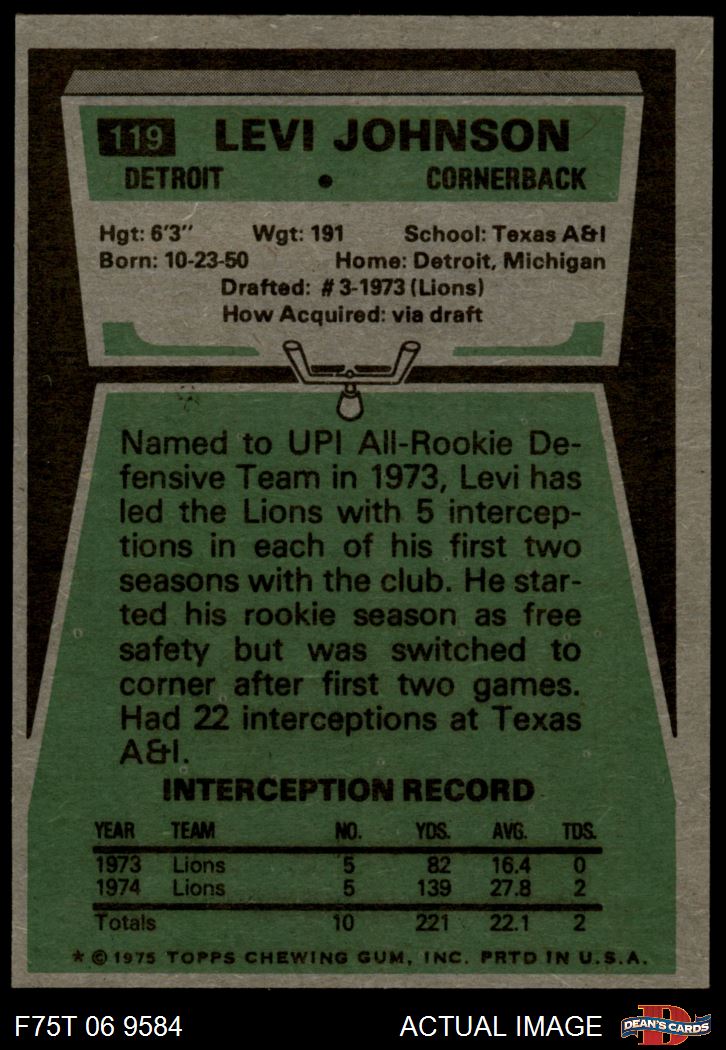 119 LEVI JOHNSON
DETROIT • CORNERBACK
Hgt: 6'3" Wgt: 191 School: Texas A&I
Born: 10-23-50 Home: Detroit, Michigan
Drafted: #3-1973 (Lions)
How Acquired: via draft
Named to UPI All-Rookie De-
fensive Team in 1973, Levi has
led the Lions with 5 intercep-
tions in each of his first two
seasons with the club. He star-
ted his rookie season as free
safety but was switched to
corner after first two games.
Had 22 interceptions at Texas
A&I.
INTERCEPTION RECORD
YEAR TEAM NO. YDS. AVG. TDS.
1973 Lions 5 82 16.4 0
1974 Lions 5 139 27.8 2
Totals 10 221 22.1 2
* © 1975 TOPPS CHEWING GUM, INC. PRTD IN U.S.A.
F75T 06 9584 ACTUAL IMAGE DEAN'S CARDS